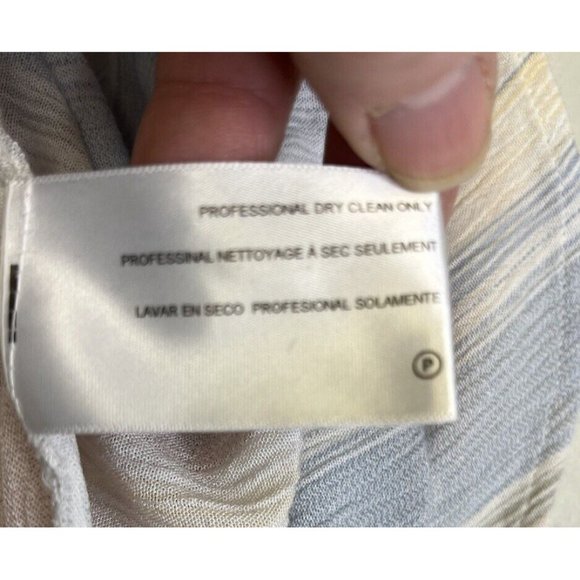 PROFESSIONAL DRY CLEAN ONLY
PROFESSINAL NETTOYAGE À SEC SEULEMENT
LAVAR EN SECO PROFESIONAL SOLAMENTE
P